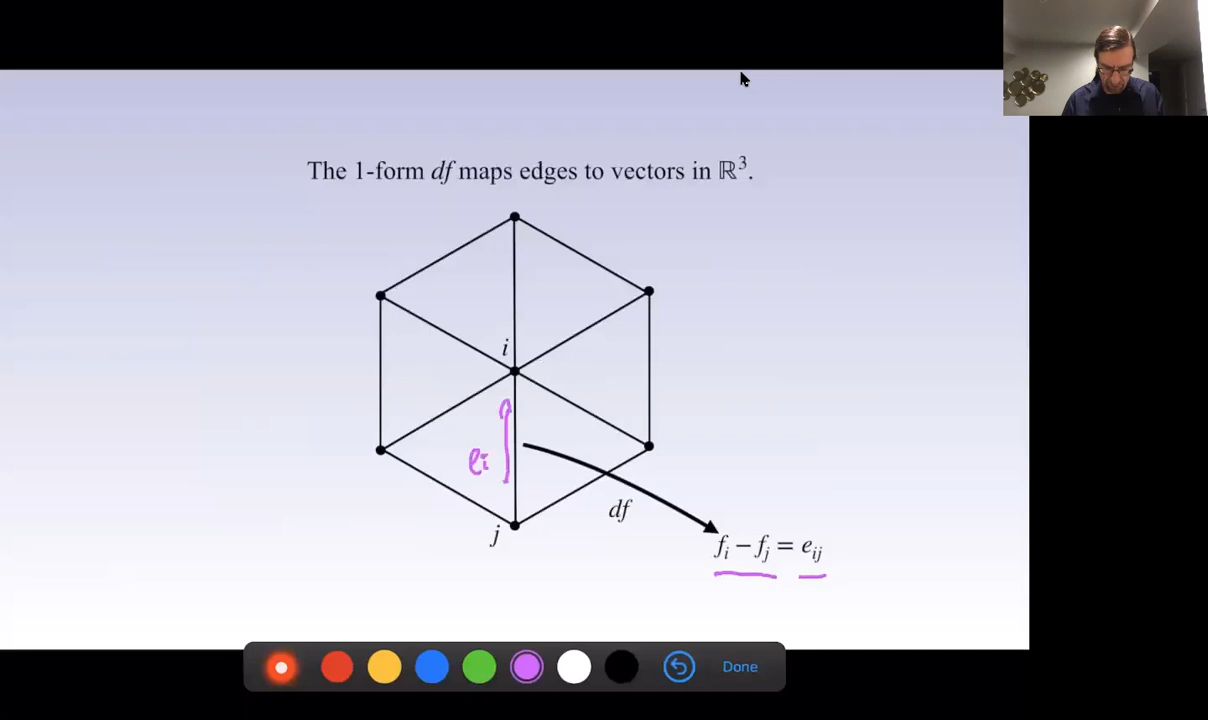 The 1-form df maps edges to vectors in ℝ³.
i
ei
j
df
fᵢ − fⱼ = eᵢⱼ
Done